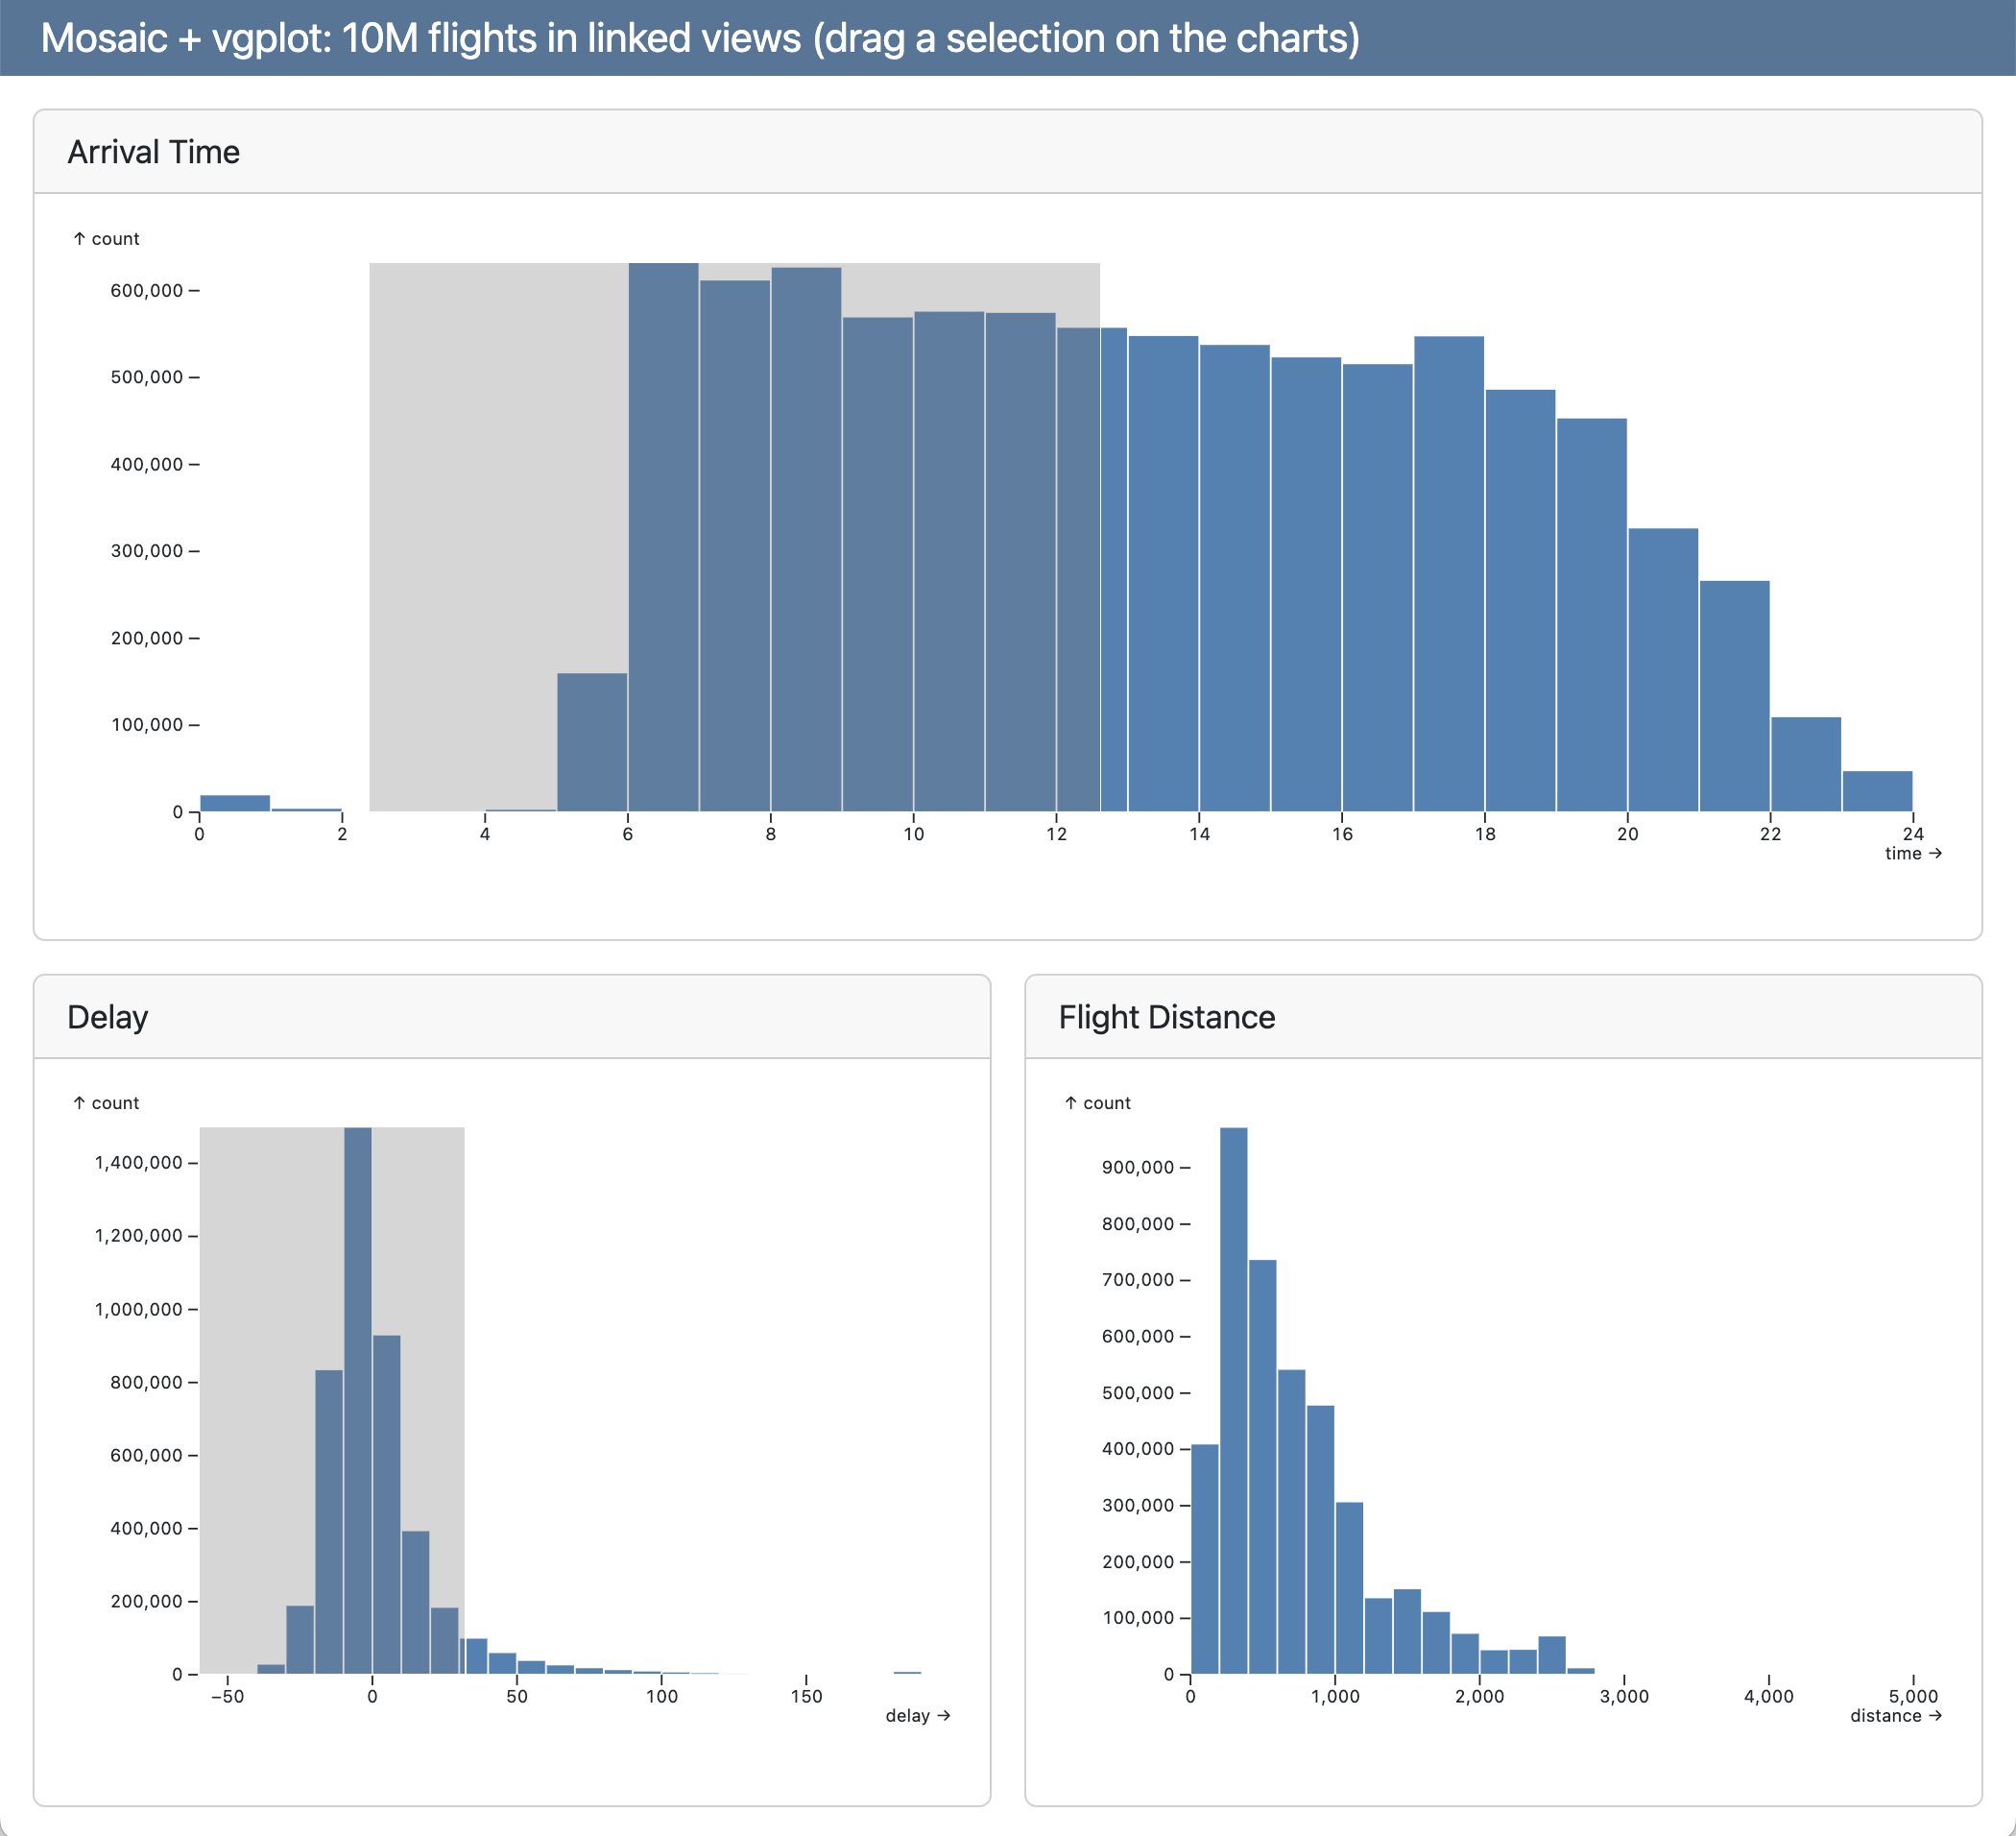 Mosaic + vgplot: 10M flights in linked views (drag a selection on the charts)
Arrival Time
↑ count
600,000
500,000
400,000
300,000
200,000
100,000
0
0 2 4 6 8 10 12 14 16 18 20 22 24
time →
Delay
↑ count
1,400,000
1,200,000
1,000,000
800,000
600,000
400,000
200,000
0
−50 0 50 100 150
delay →
Flight Distance
↑ count
900,000
800,000
700,000
600,000
500,000
400,000
300,000
200,000
100,000
0
0 1,000 2,000 3,000 4,000 5,000
distance →